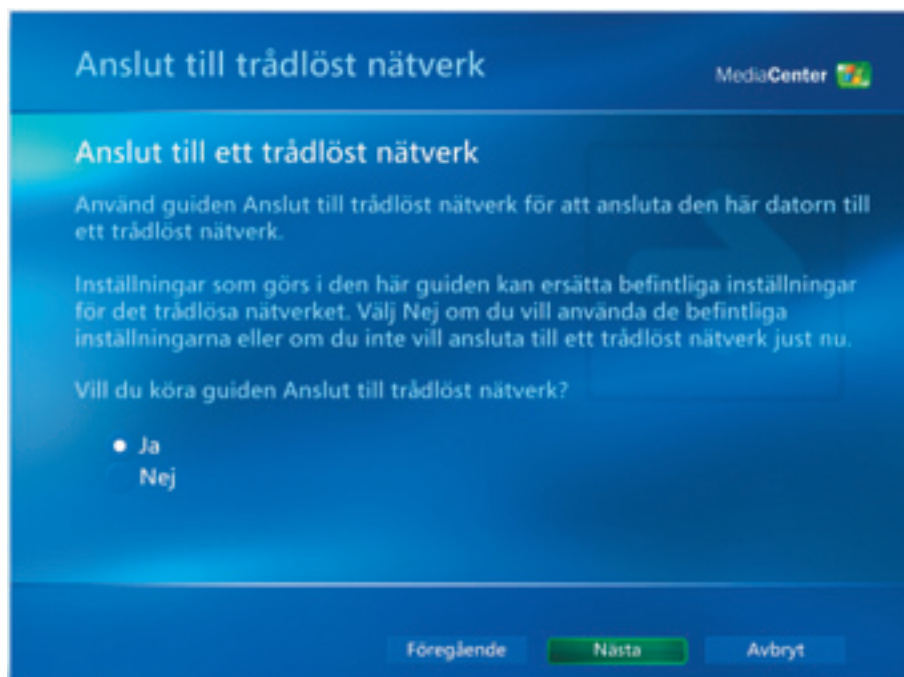 Anslut till trådlöst nätverk
MediaCenter
Anslut till ett trådlöst nätverk
Använd guiden Anslut till trådlöst nätverk för att ansluta den här datorn till
ett trådlöst nätverk.
Inställningar som görs i den här guiden kan ersätta befintliga inställningar
för det trådlösa nätverket. Välj Nej om du vill använda de befintliga
inställningarna eller om du inte vill ansluta till ett trådlöst nätverk just nu.
Vill du köra guiden Anslut till trådlöst nätverk?
Ja
Nej
Föregående Nästa Avbryt